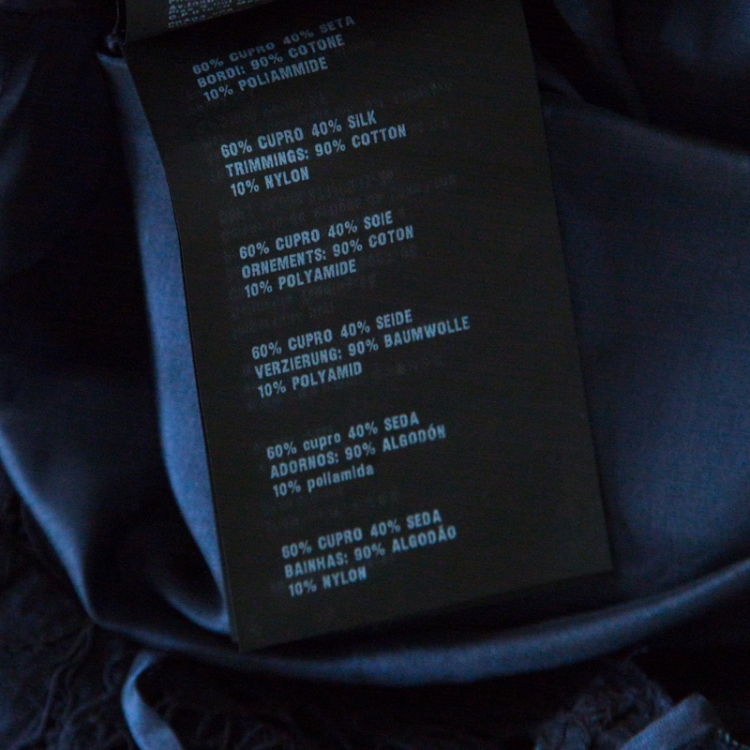 60% CUPRO 40% SETA
BORDI: 90% COTONE
10% POLIAMMIDE
60% CUPRO 40% SILK
TRIMMINGS: 90% COTTON
10% NYLON
60% CUPRO 40% SOIE
ORNEMENTS: 90% COTON
10% POLYAMIDE
60% CUPRO 40% SEIDE
VERZIERUNG: 90% BAUMWOLLE
10% POLYAMID
60% cupro 40% SEDA
ADORNOS: 90% ALGODÓN
10% poliamida
60% CUPRO 40% SEDA
BAINHAS: 90% ALGODÃO
10% NYLON